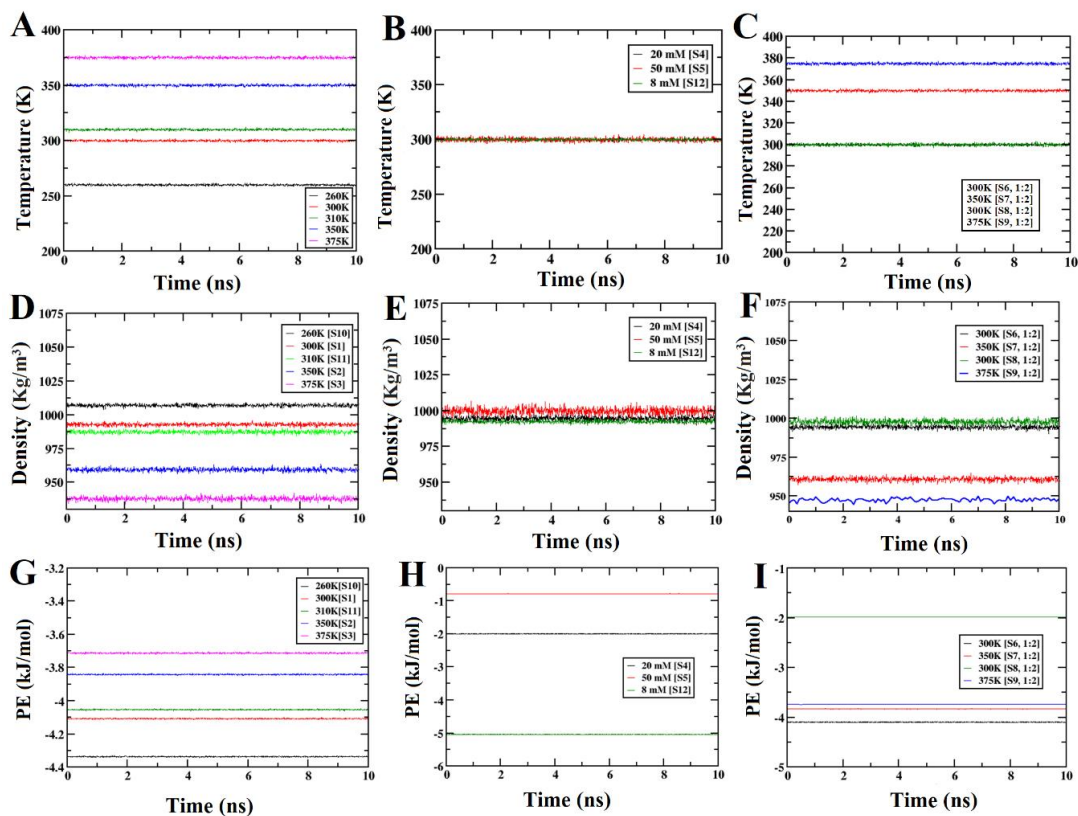 A
Temperature (K)
400
350
300
250
200
260K
300K
310K
350K
375K
0 2 4 6 8 10
Time (ns)
B
Temperature (K)
400
350
300
250
200
20 mM [S4]
50 mM [S5]
8 mM [S12]
0 2 4 6 8 10
Time (ns)
C
Temperature (K)
400
380
360
340
320
300
280
260
240
220
200
300K [S6, 1:2]
350K [S7, 1:2]
300K [S8, 1:2]
375K [S9, 1:2]
0 2 4 6 8 10
Time (ns)
D
Density (Kg/m³)
1075
1050
1025
1000
975
950
260K [S10]
300K [S1]
310K [S11]
350K [S2]
375K [S3]
0 2 4 6 8 10
Time (ns)
E
Density (Kg/m³)
1075
1050
1025
1000
975
950
20 mM [S4]
50 mM [S5]
8 mM [S12]
0 2 4 6 8 10
Time (ns)
F
Density (Kg/m³)
1075
1050
1025
1000
975
950
300K [S6, 1:2]
350K [S7, 1:2]
300K [S8, 1:2]
375K [S9, 1:2]
0 2 4 6 8 10
Time (ns)
G
PE (kJ/mol)
-3.2
-3.4
-3.6
-3.8
-4
-4.2
-4.4
260K[S10]
300K[S1]
310K[S11]
350K[S2]
375K[S3]
0 2 4 6 8 10
Time (ns)
H
PE (kJ/mol)
0
-1
-2
-3
-4
-5
-6
20 mM [S4]
50 mM [S5]
8 mM [S12]
0 2 4 6 8 10
Time (ns)
I
PE (kJ/mol)
-1
-2
-3
-4
-5
300K [S6, 1:2]
350K [S7, 1:2]
300K [S8, 1:2]
375K [S9, 1:2]
0 2 4 6 8 10
Time (ns)